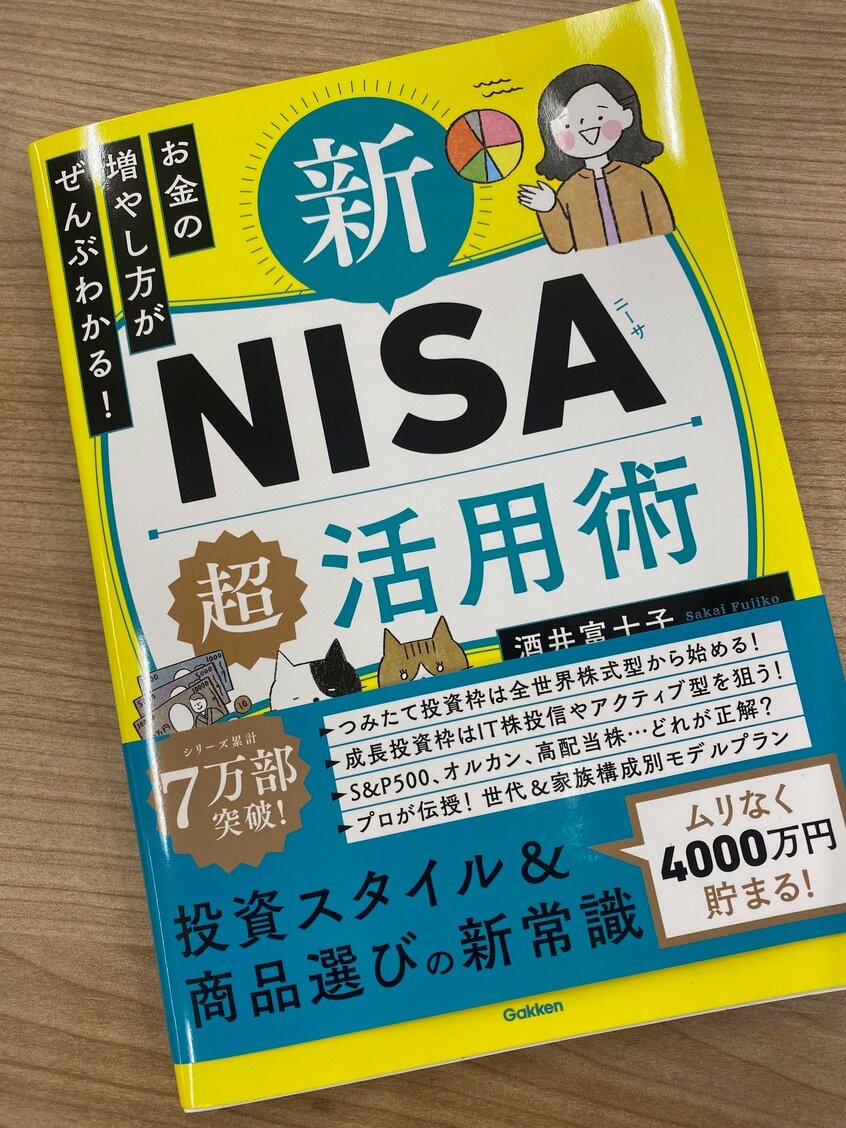 お金の
増やし方が
ぜんぶわかる！
新
NISA
ニーサ
超
活用術
酒井富士子
Sakai Fujiko
シリーズ累計
7万部
突破！
▶つみたて投資枠は全世界株式型から始める！
▶成長投資枠はIT株投信やアクティブ型を狙う！
▶S&P500、オルカン、高配当株…どれが正解？
▶プロが伝授！ 世代＆家族構成別モデルプラン
ムリなく
4000万円
貯まる！
投資スタイル＆
商品選びの新常識
Gakken